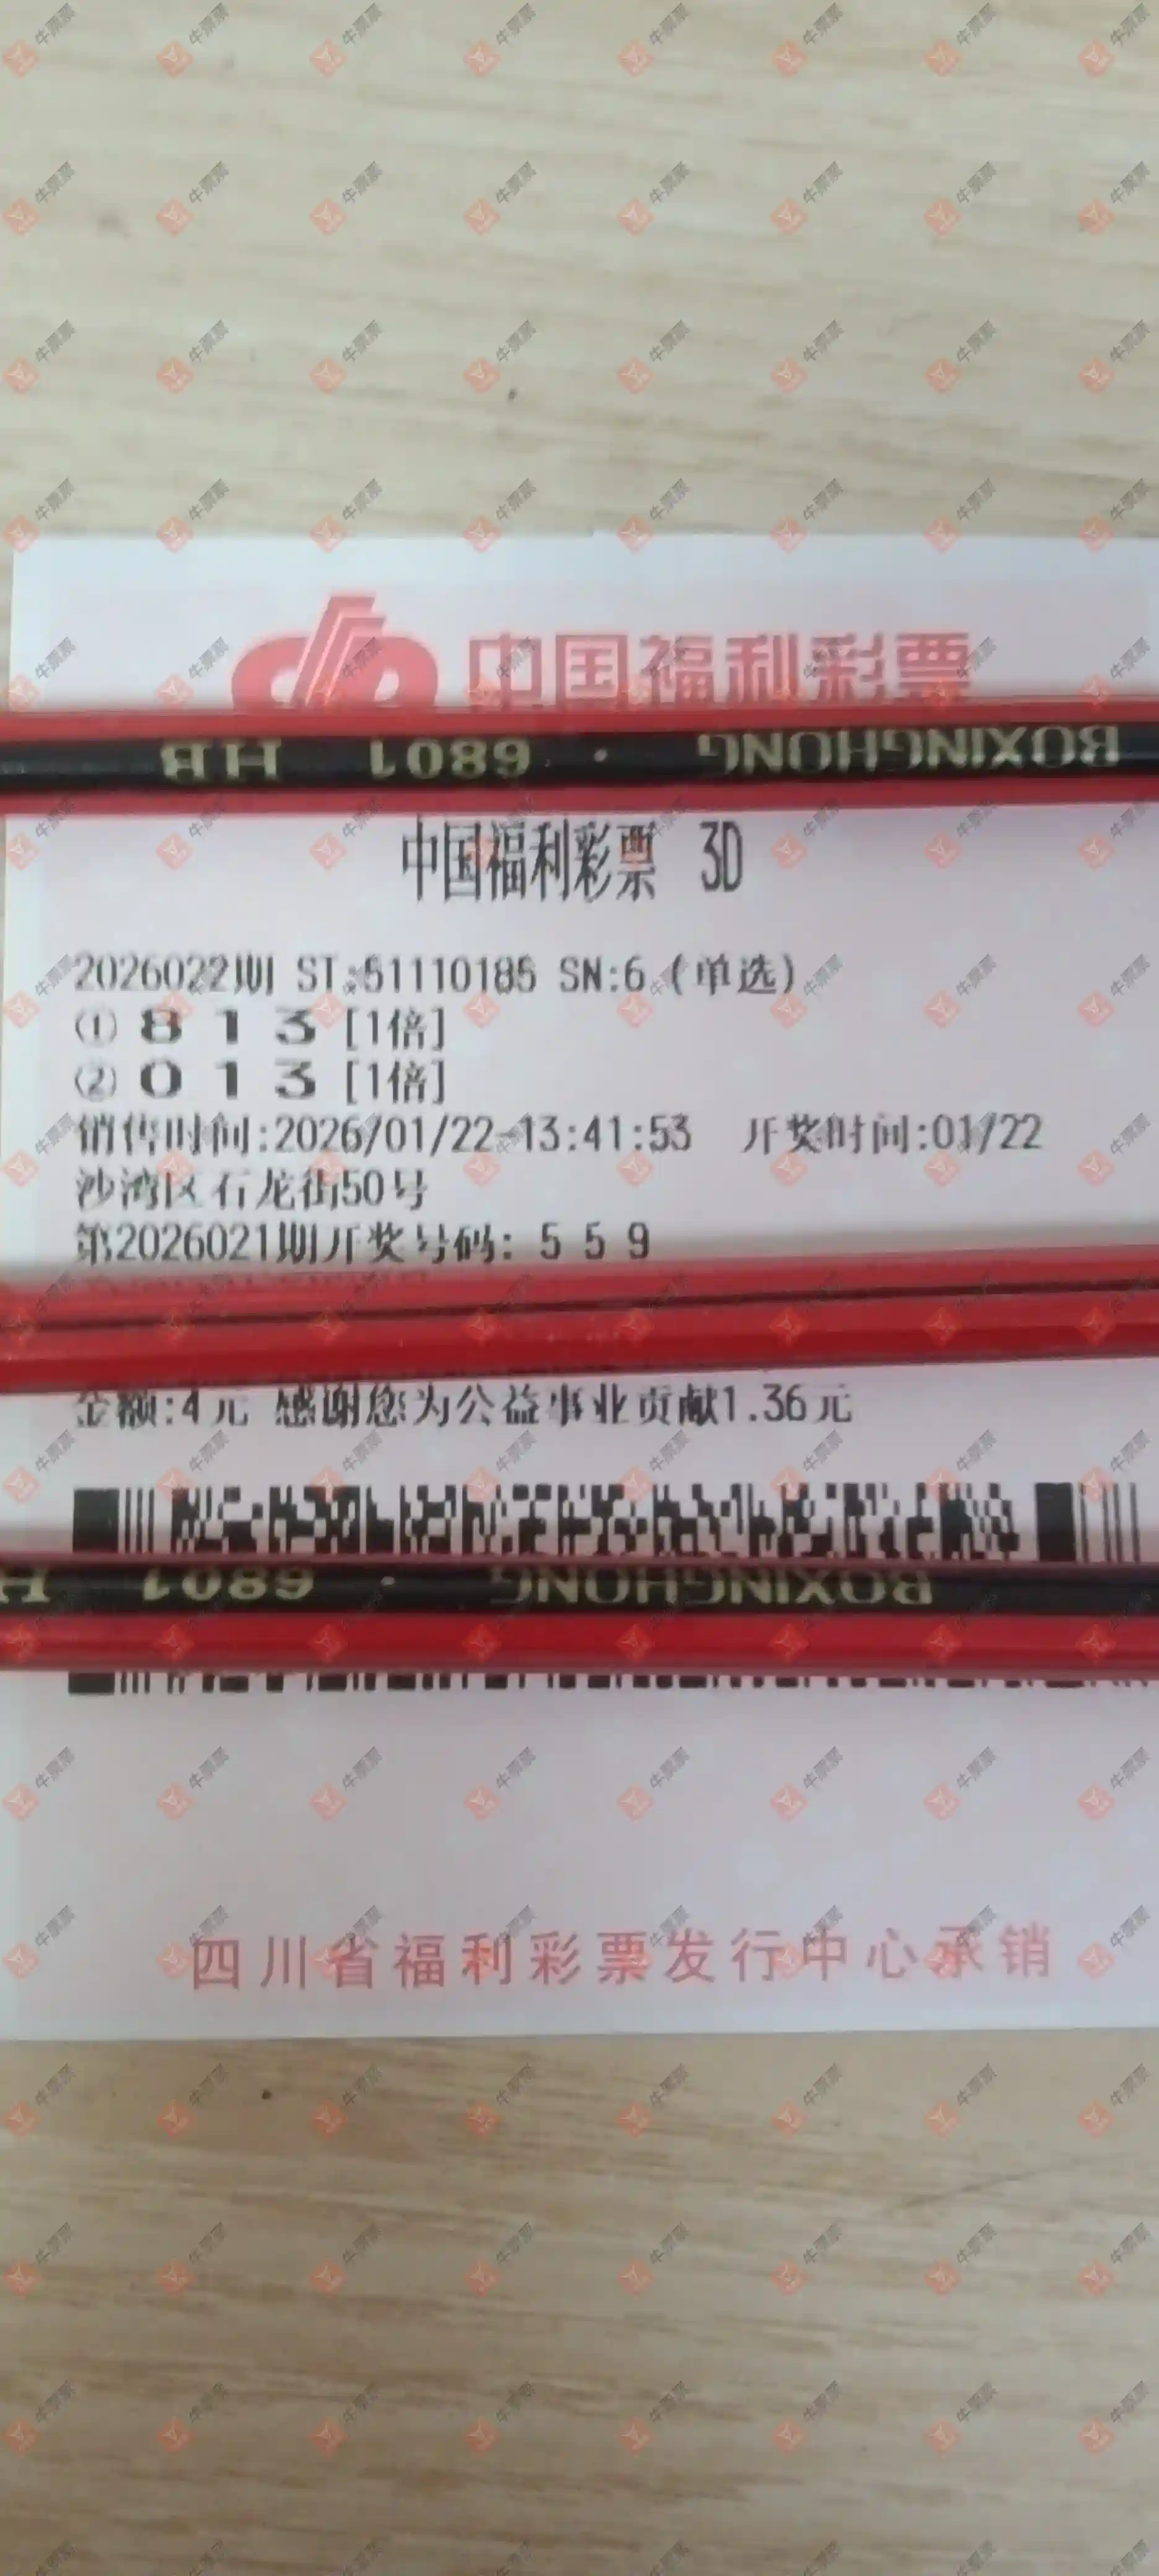 中国福利彩票
BOXINGHONG · 6801 HB
中国福利彩票 3D
2026022期 ST:51110185 SN:6 (单选)
① 8 1 3 [1倍]
② 0 1 3 [1倍]
销售时间:2026/01/22-13:41:53 开奖时间:01/22
沙湾区石龙街50号
第2026021期开奖号码: 5 5 9
金额:4元 感谢您为公益事业贡献1.36元
BOXINGHONG · 6801 H
四川省福利彩票发行中心承销
牛票票